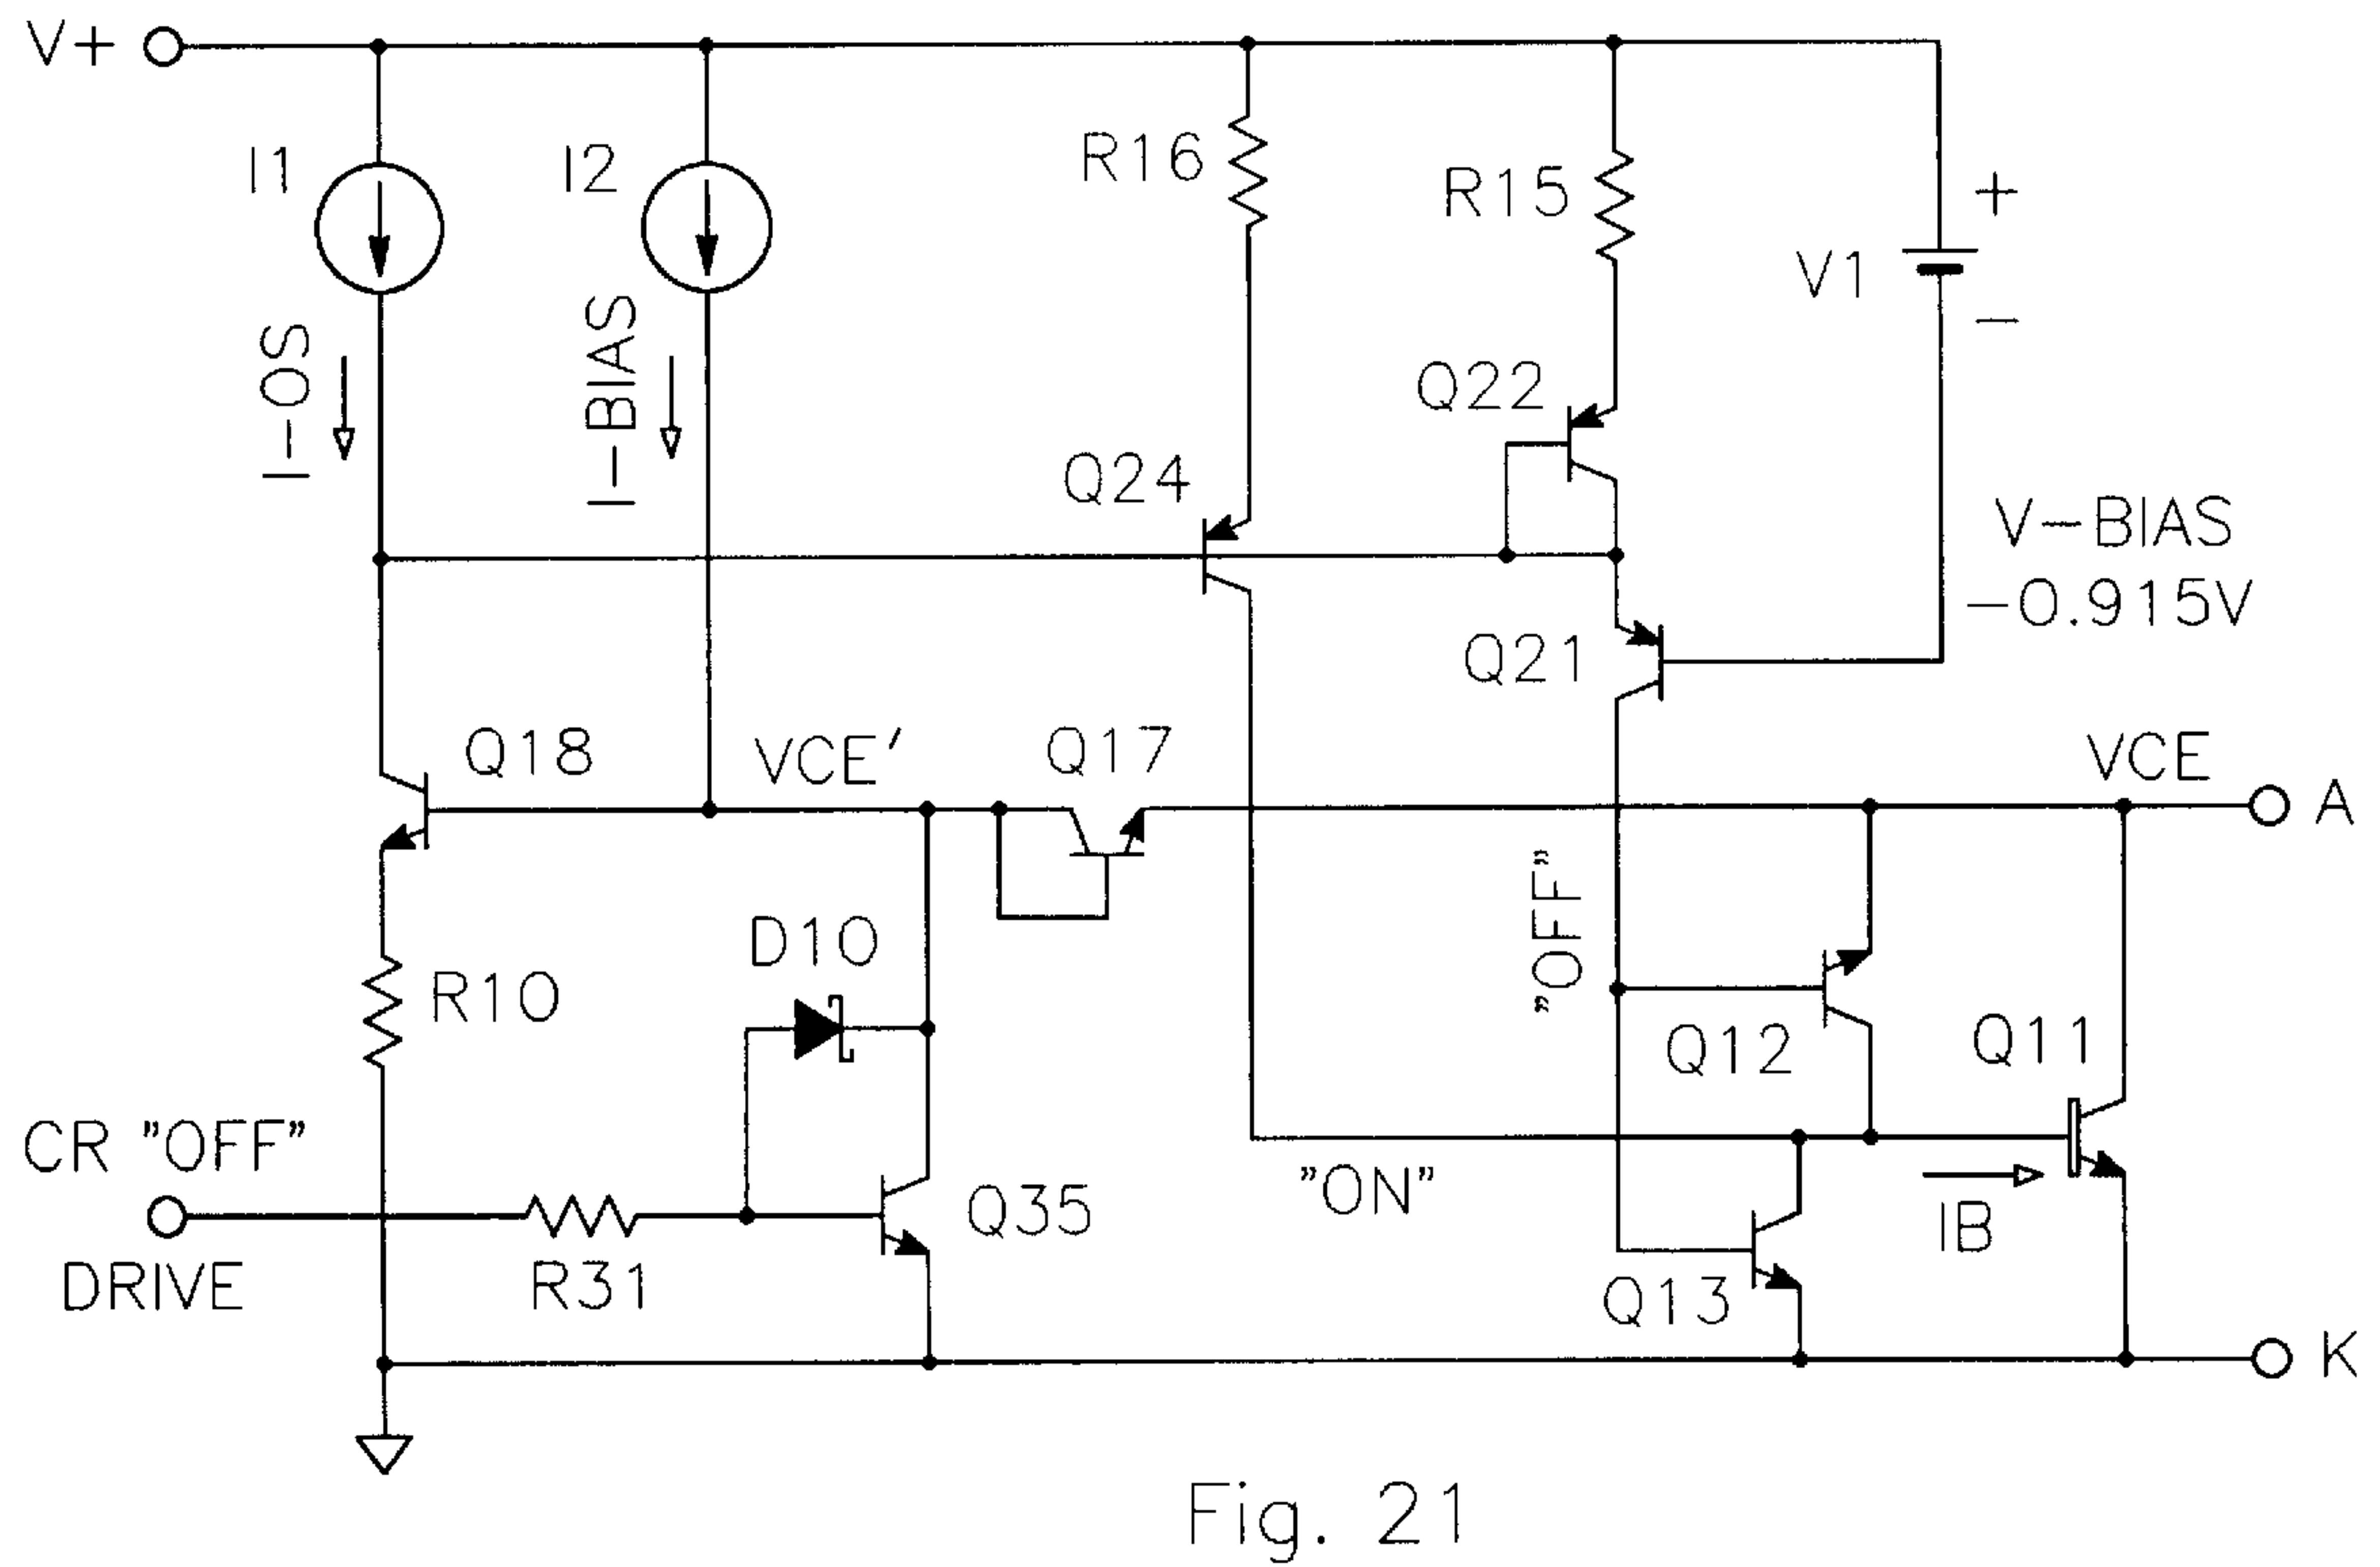 V+
I1
I2
R16
R15
+
V1
-
I-OS
I-BIAS
Q22
Q24
V-BIAS
-0.915V
Q21
Q18
VCE'
Q17
VCE
A
D10
"OFF"
R10
Q12
Q11
CR "OFF"
DRIVE
R31
Q35
"ON"
IB
Q13
K
Fig. 21